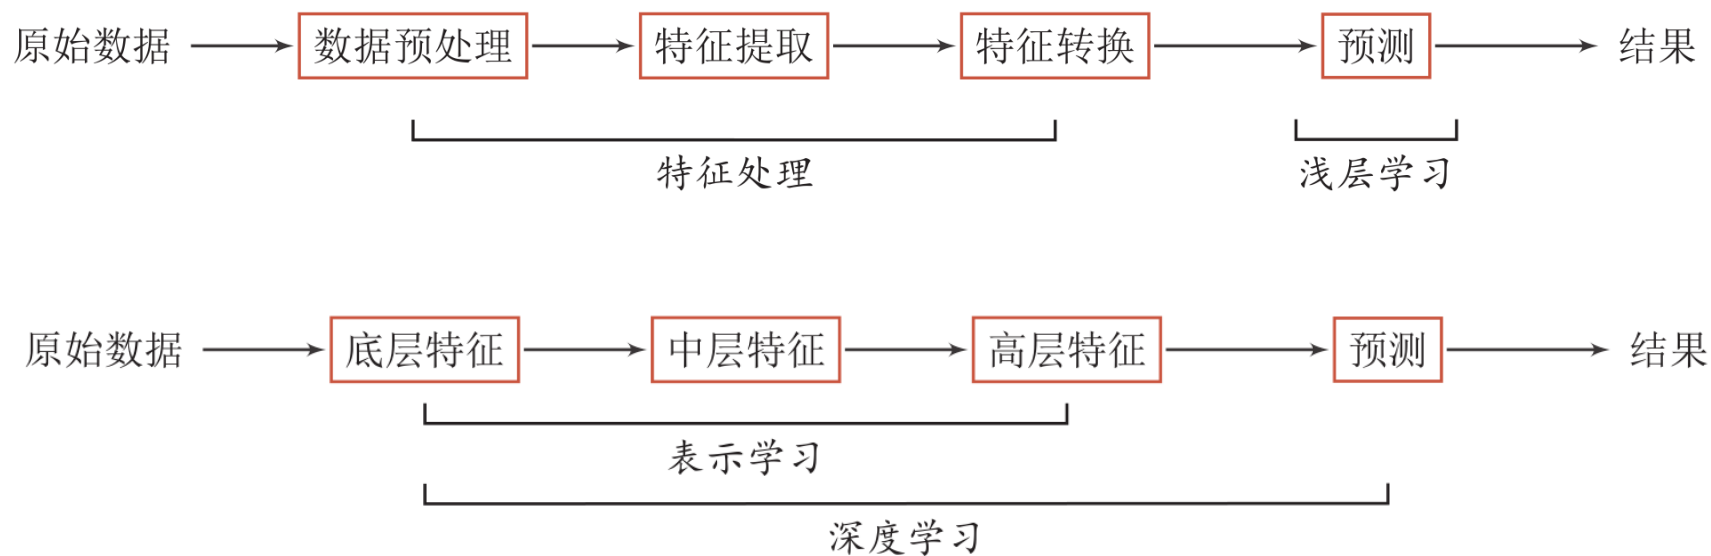 原始数据 数据预处理 特征提取 特征转换 预测 结果
特征处理 浅层学习
原始数据 底层特征 中层特征 高层特征 预测 结果
表示学习
深度学习